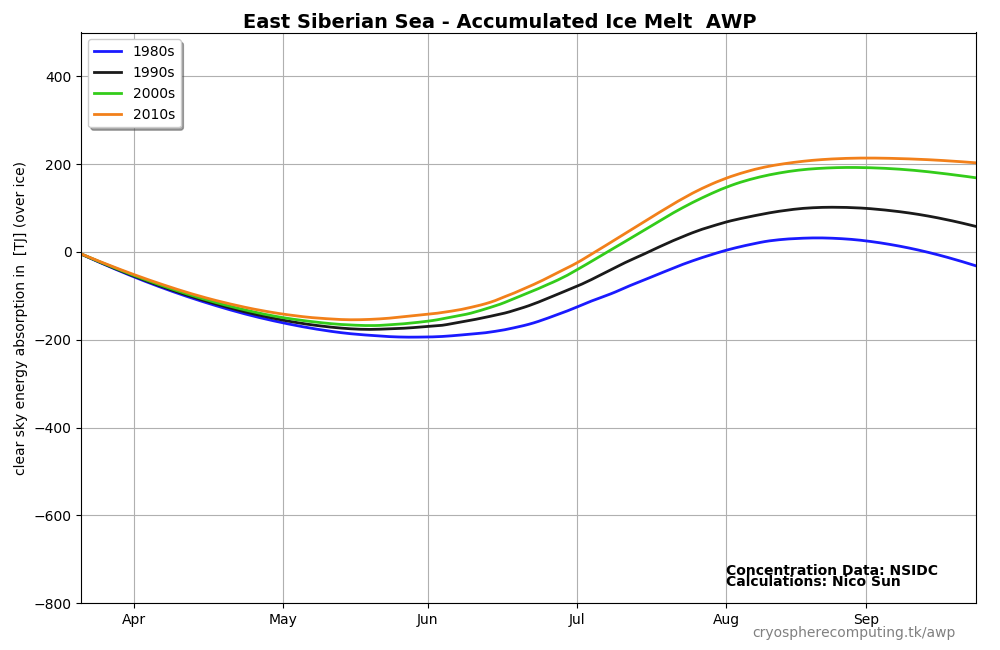 East Siberian Sea - Accumulated Ice Melt  AWP
1980s
1990s
2000s
2010s
clear sky energy absorption in  [TJ] (over ice)
400
200
0
−200
−400
−600
−800
Apr
May
Jun
Jul
Aug
Sep
Concentration Data: NSIDC
Calculations: Nico Sun
cryospherecomputing.tk/awp